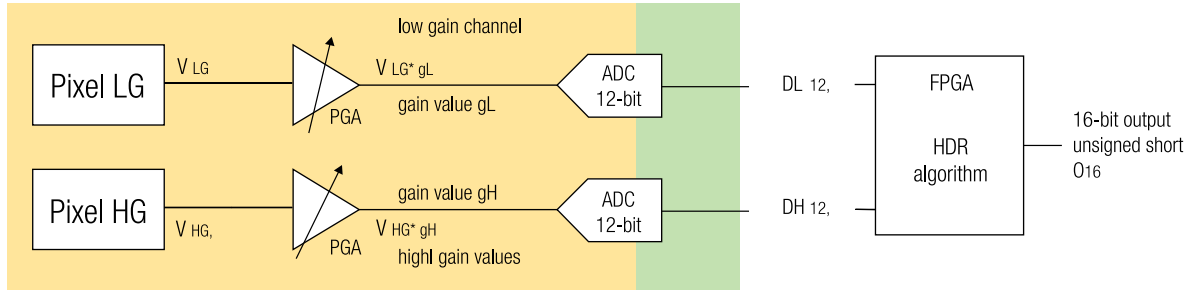 low gain channel
Pixel LG
V LG
PGA
V LG* gL
gain value gL
ADC
12-bit
DL 12,
FPGA
HDR
algorithm
16-bit output
unsigned short
O16
Pixel HG
V HG,
PGA
gain value gH
V HG* gH
highl gain values
ADC
12-bit
DH 12,